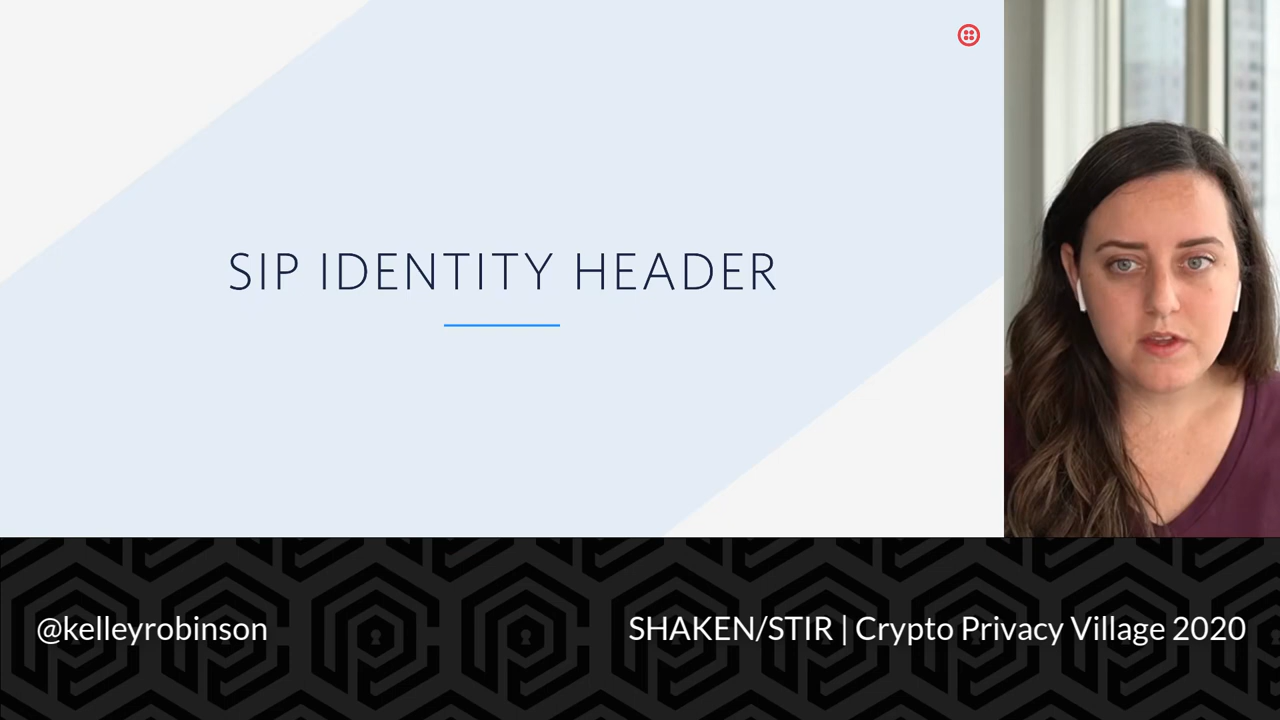 SIP IDENTITY HEADER
@kelleyrobinson
SHAKEN/STIR | Crypto Privacy Village 2020